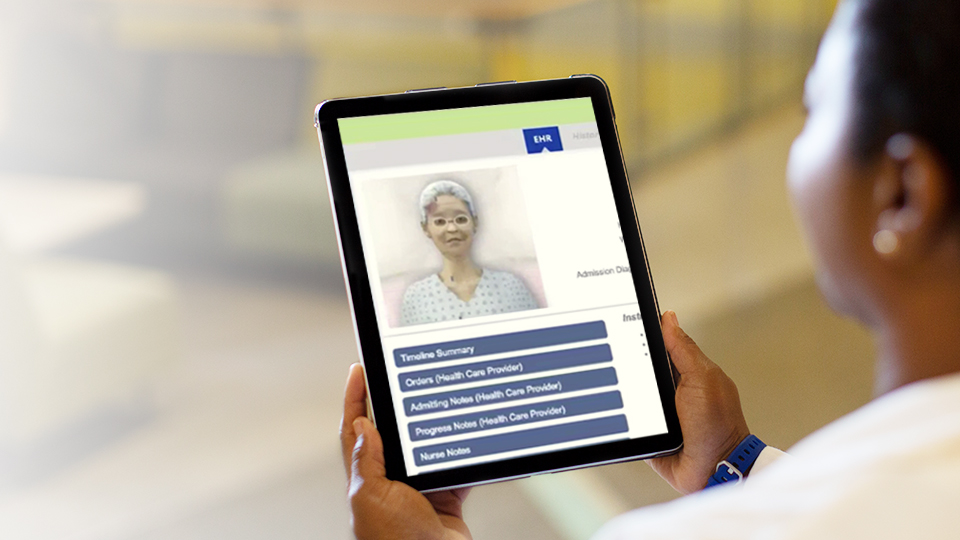 EHR
Admission Dia
Inst
Timeline Summary
Orders (Health Care Provider)
Admitting Notes (Health Care Provider)
Progress Notes (Health Care Provider)
Nurse Notes